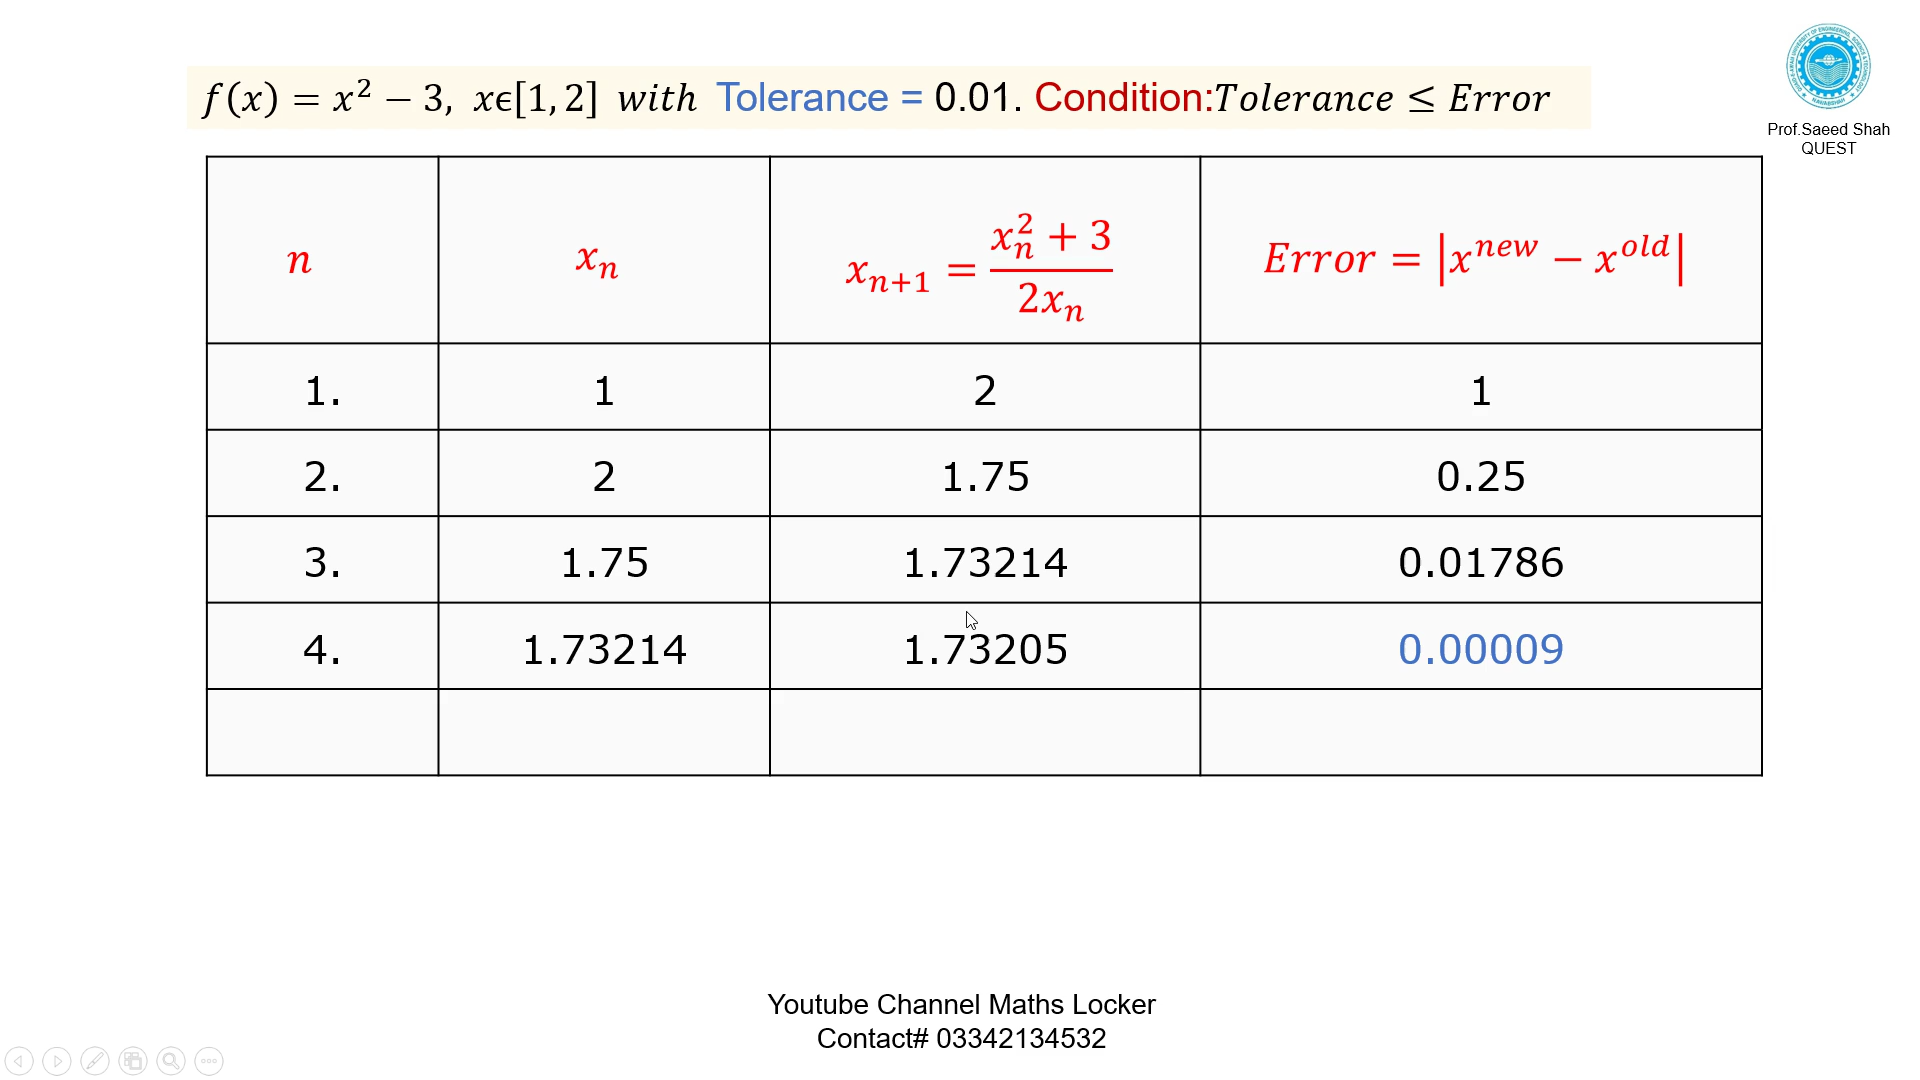 f(x) = x² − 3, xϵ[1,2] with Tolerance = 0.01. Condition:Tolerance ≤ Error
Prof.Saeed Shah
QUEST
n xₙ xₙ₊₁ = (xₙ² + 3)/(2xₙ) Error = |xⁿᵉʷ − xᵒˡᵈ|
1. 1 2 1
2. 2 1.75 0.25
3. 1.75 1.73214 0.01786
4. 1.73214 1.73205 0.00009
Youtube Channel Maths Locker
Contact# 03342134532